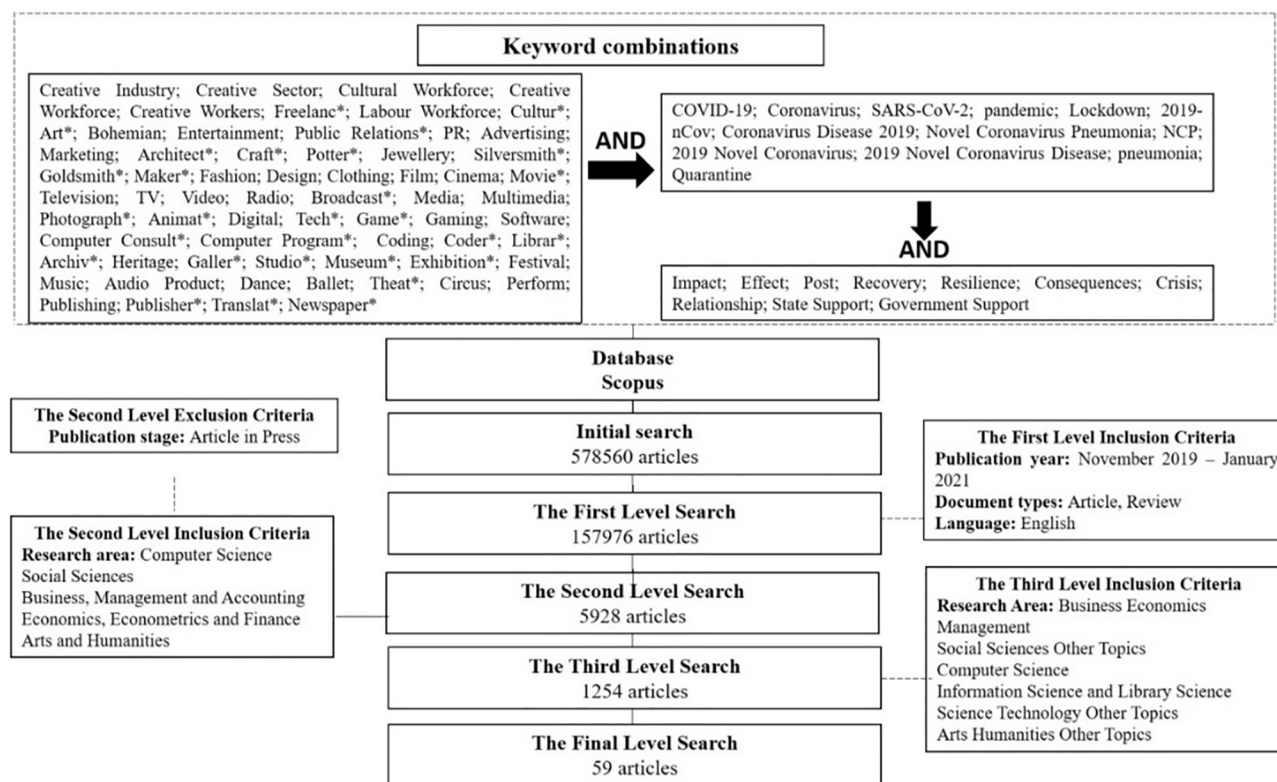 Keyword combinations
Creative Industry; Creative Sector; Cultural Workforce; Creative
Workforce; Creative Workers; Freelanc*; Labour Workforce; Cultur*;
Art*; Bohemian; Entertainment; Public Relations*; PR; Advertising;
Marketing; Architect*; Craft*; Potter*; Jewellery; Silversmith*;
Goldsmith*; Maker*; Fashion; Design; Clothing; Film; Cinema; Movie*;
Television; TV; Video; Radio; Broadcast*; Media; Multimedia;
Photograph*; Animat*; Digital; Tech*; Game*; Gaming; Software;
Computer Consult*; Computer Program*; Coding; Coder*; Librar*;
Archiv*; Heritage; Galler*; Studio*; Museum*; Exhibition*; Festival;
Music; Audio Product; Dance; Ballet; Theat*; Circus; Perform;
Publishing; Publisher*; Translat*; Newspaper*
AND
COVID-19; Coronavirus; SARS-CoV-2; pandemic; Lockdown; 2019-
nCov; Coronavirus Disease 2019; Novel Coronavirus Pneumonia; NCP;
2019 Novel Coronavirus; 2019 Novel Coronavirus Disease; pneumonia;
Quarantine
AND
Impact; Effect; Post; Recovery; Resilience; Consequences; Crisis;
Relationship; State Support; Government Support
Database
Scopus
The Second Level Exclusion Criteria
Publication stage: Article in Press
Initial search
578560 articles
The First Level Inclusion Criteria
Publication year: November 2019 – January
2021
Document types: Article, Review
Language: English
The First Level Search
157976 articles
The Second Level Inclusion Criteria
Research area: Computer Science
Social Sciences
Business, Management and Accounting
Economics, Econometrics and Finance
Arts and Humanities
The Second Level Search
5928 articles
The Third Level Inclusion Criteria
Research Area: Business Economics
Management
Social Sciences Other Topics
Computer Science
Information Science and Library Science
Science Technology Other Topics
Arts Humanities Other Topics
The Third Level Search
1254 articles
The Final Level Search
59 articles